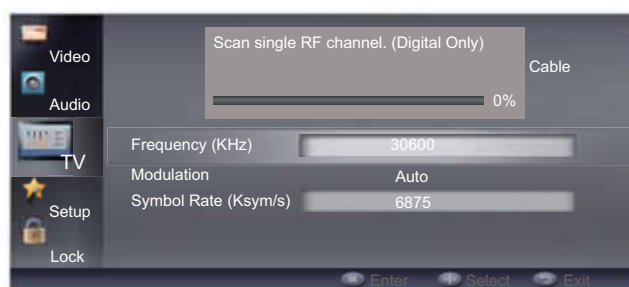 Video
Audio
TV
Setup
Lock
Scan single RF channel. (Digital Only)
Cable
0%
Frequency (KHz) 30600
Modulation Auto
Symbol Rate (Ksym/s) 6875
Enter Select Exit